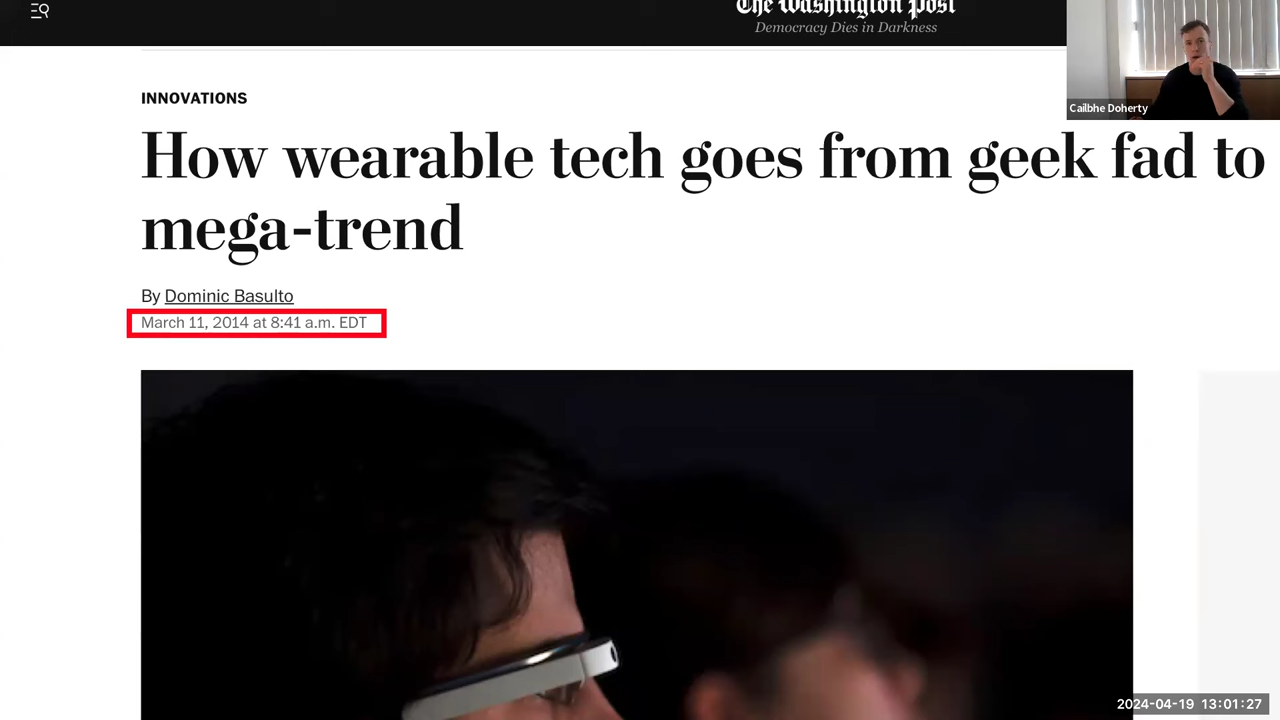 The Washington Post
Democracy Dies in Darkness
Cailbhe Doherty
INNOVATIONS
How wearable tech goes from geek fad to
mega-trend
By Dominic Basulto
March 11, 2014 at 8:41 a.m. EDT
2024-04-19 13:01:27